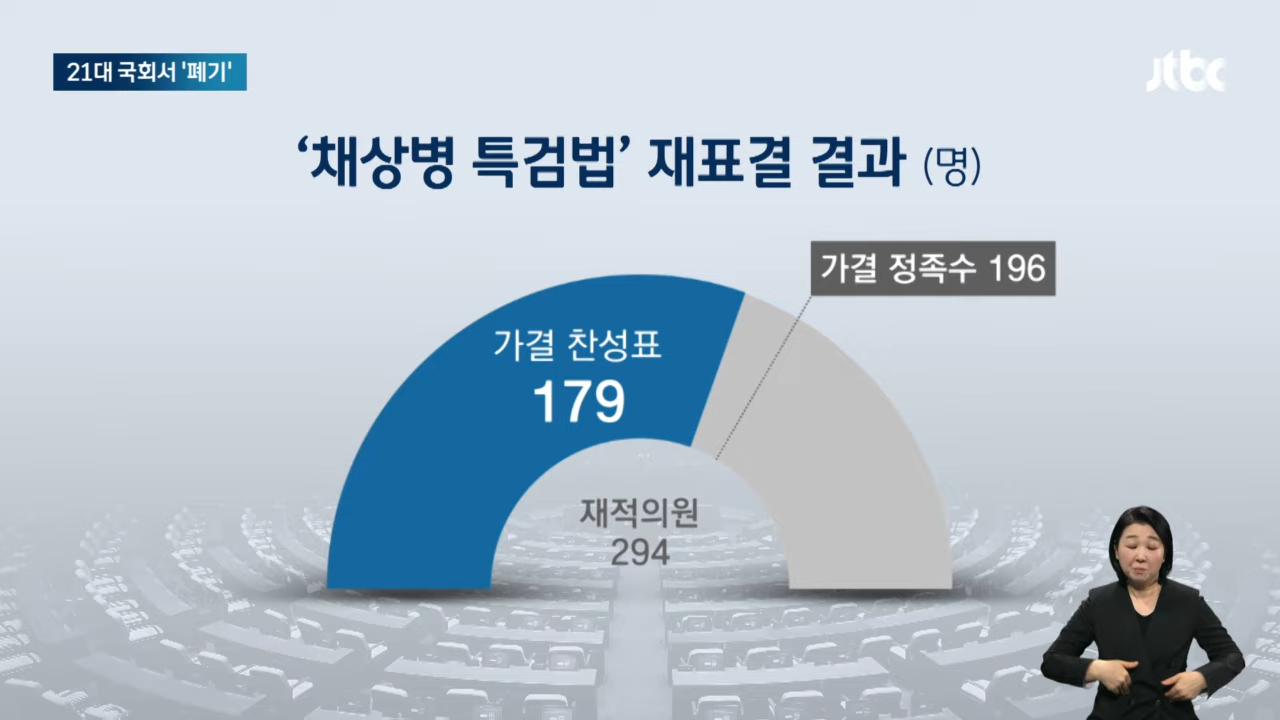 21대 국회서 '폐기'
jtbc
‘채상병 특검법’ 재표결 결과 (명)
가결 정족수 196
가결 찬성표
179
재적의원
294